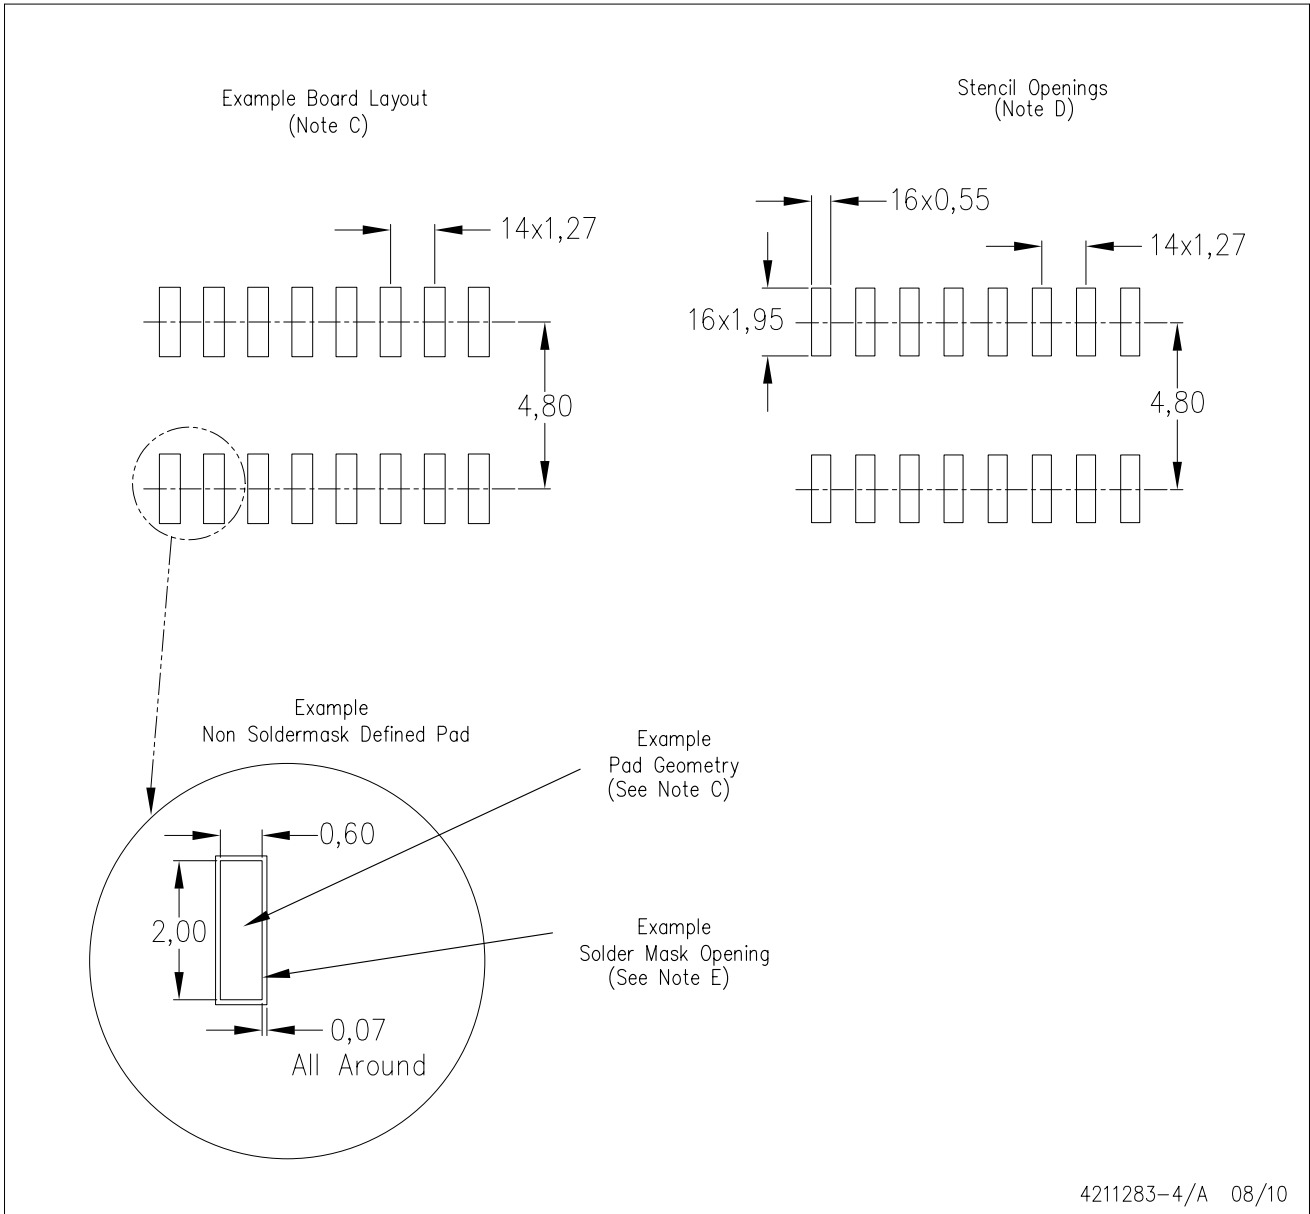 Example Board Layout
(Note C)
Stencil Openings
(Note D)
14x1,27
4,80
16x0,55
14x1,27
16x1,95
4,80
Example
Non Soldermask Defined Pad
Example
Pad Geometry
(See Note C)
0,60
2,00
Example
Solder Mask Opening
(See Note E)
0,07
All Around
4211283-4/A 08/10